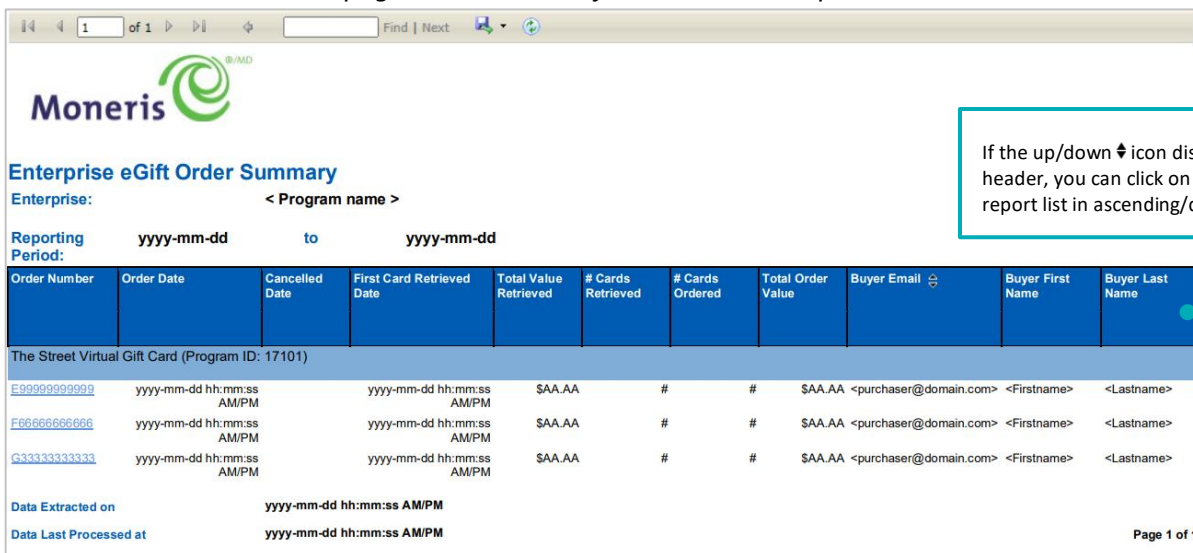 1 of 1 Find | Next
®/MD
Moneris
If the up/down icon
header, you can click on
report list in
Enterprise eGift Order Summary
Enterprise: < Program name >
Reporting Period: yyyy-mm-dd to yyyy-mm-dd
Order Number Order Date Cancelled Date First Card Retrieved Date Total Value Retrieved # Cards Retrieved # Cards Ordered Total Order Value Buyer Email Buyer First Name Buyer Last Name
The Street Virtual Gift Card (Program ID: 17101)
E99999999999 yyyy-mm-dd hh:mm:ss AM/PM yyyy-mm-dd hh:mm:ss AM/PM $AA.AA # # $AA.AA <purchaser@domain.com> <Firstname> <Lastname>
F66666666666 yyyy-mm-dd hh:mm:ss AM/PM yyyy-mm-dd hh:mm:ss AM/PM $AA.AA # # $AA.AA <purchaser@domain.com> <Firstname> <Lastname>
G33333333333 yyyy-mm-dd hh:mm:ss AM/PM yyyy-mm-dd hh:mm:ss AM/PM $AA.AA # # $AA.AA <purchaser@domain.com> <Firstname> <Lastname>
Data Extracted on yyyy-mm-dd hh:mm:ss AM/PM
Data Last Processed at yyyy-mm-dd hh:mm:ss AM/PM
Page 1 of